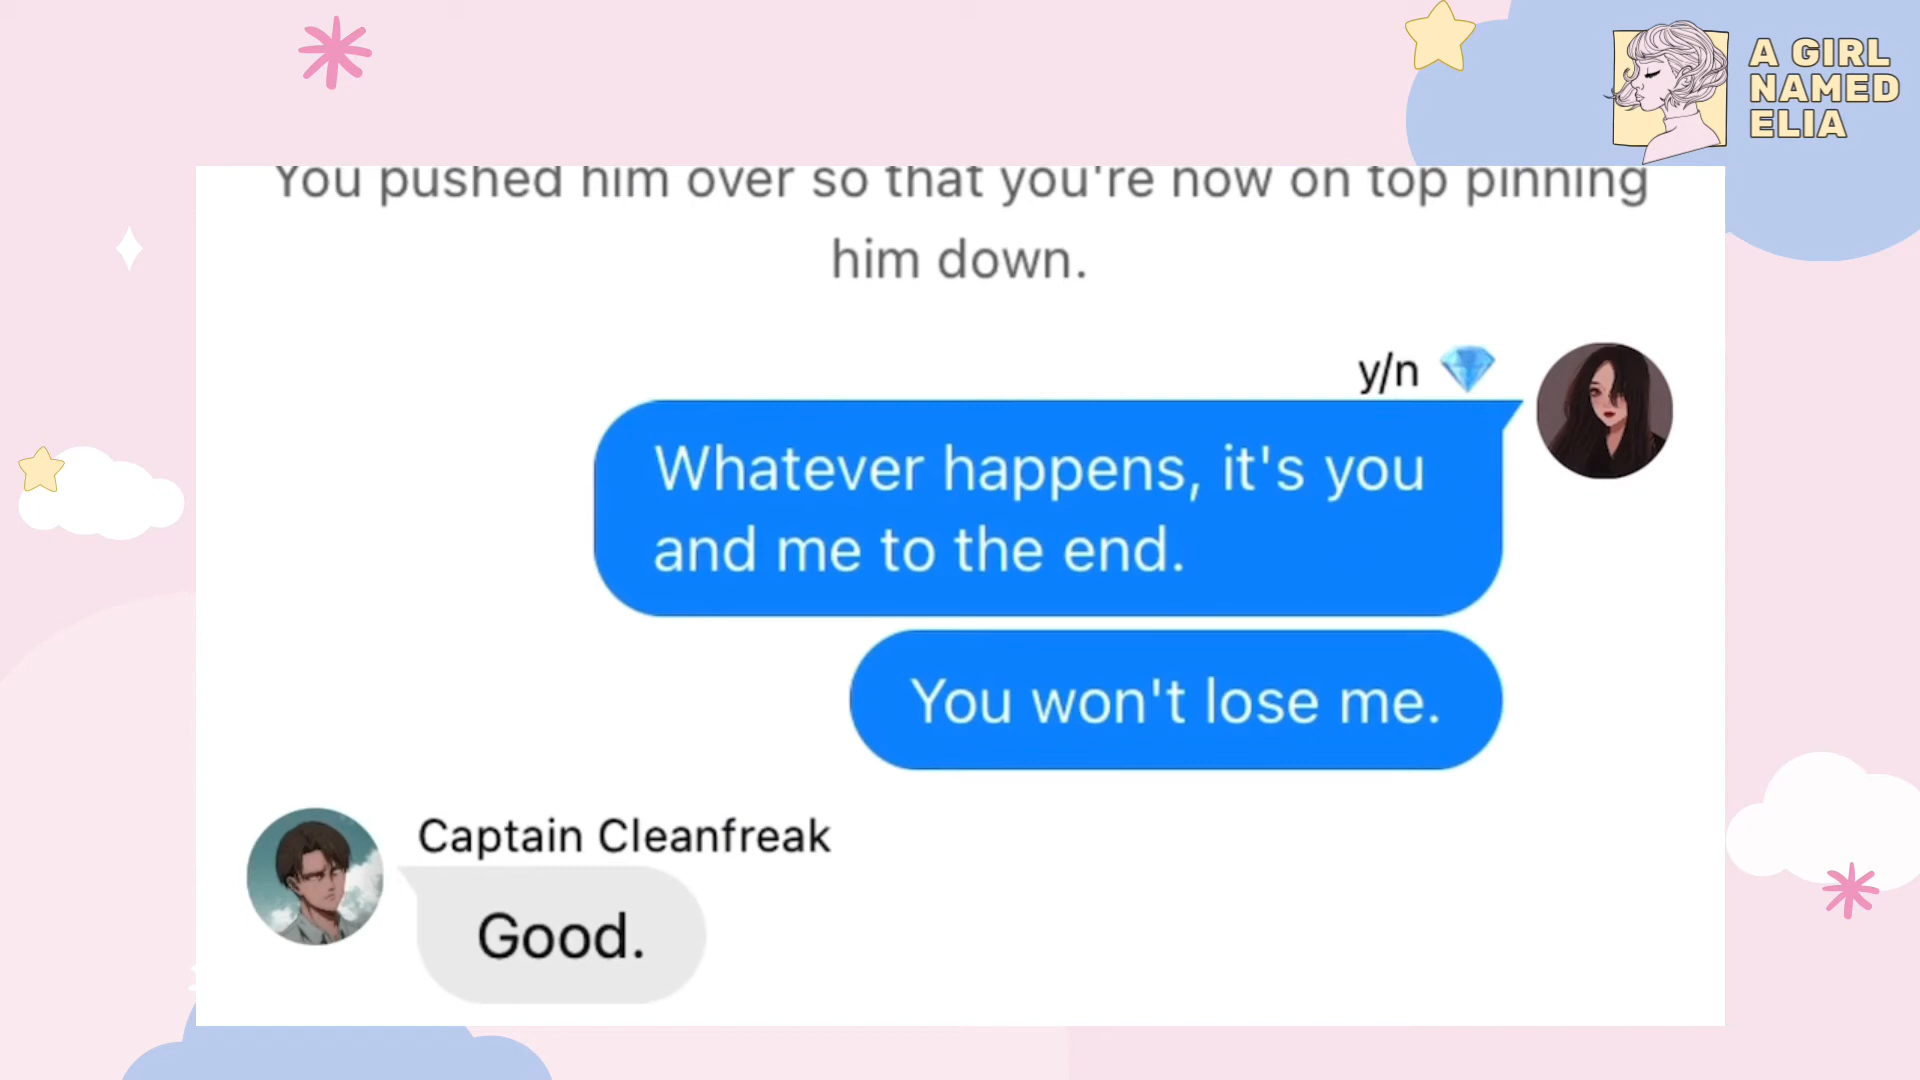 A GIRL
NAMED
ELIA
You pushed him over so that you're now on top pinning
him down.
y/n 💎
Whatever happens, it's you
and me to the end.
You won't lose me.
Captain Cleanfreak
Good.